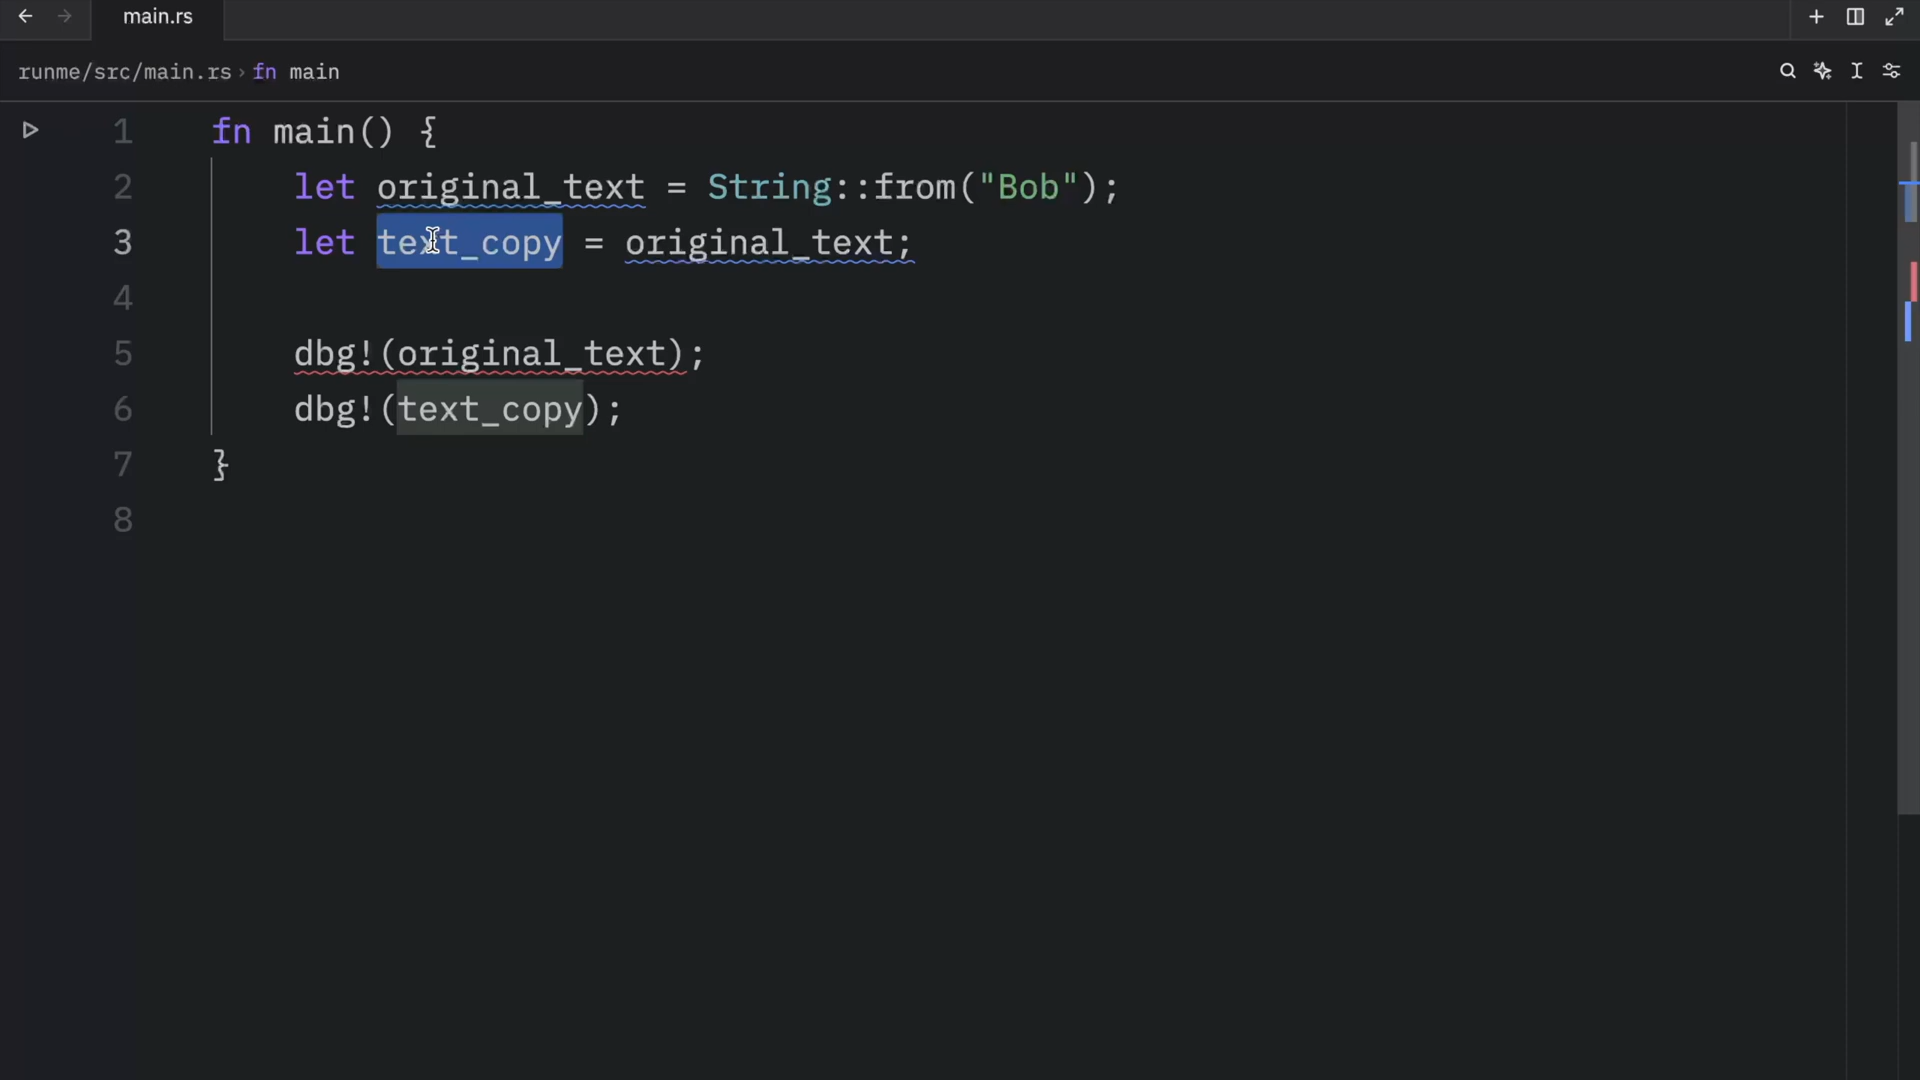 main.rs
runme/src/main.rs › fn main
1 fn main() {
2 let original_text = String::from("Bob");
3 let text_copy = original_text;
4
5 dbg!(original_text);
6 dbg!(text_copy);
7 }
8